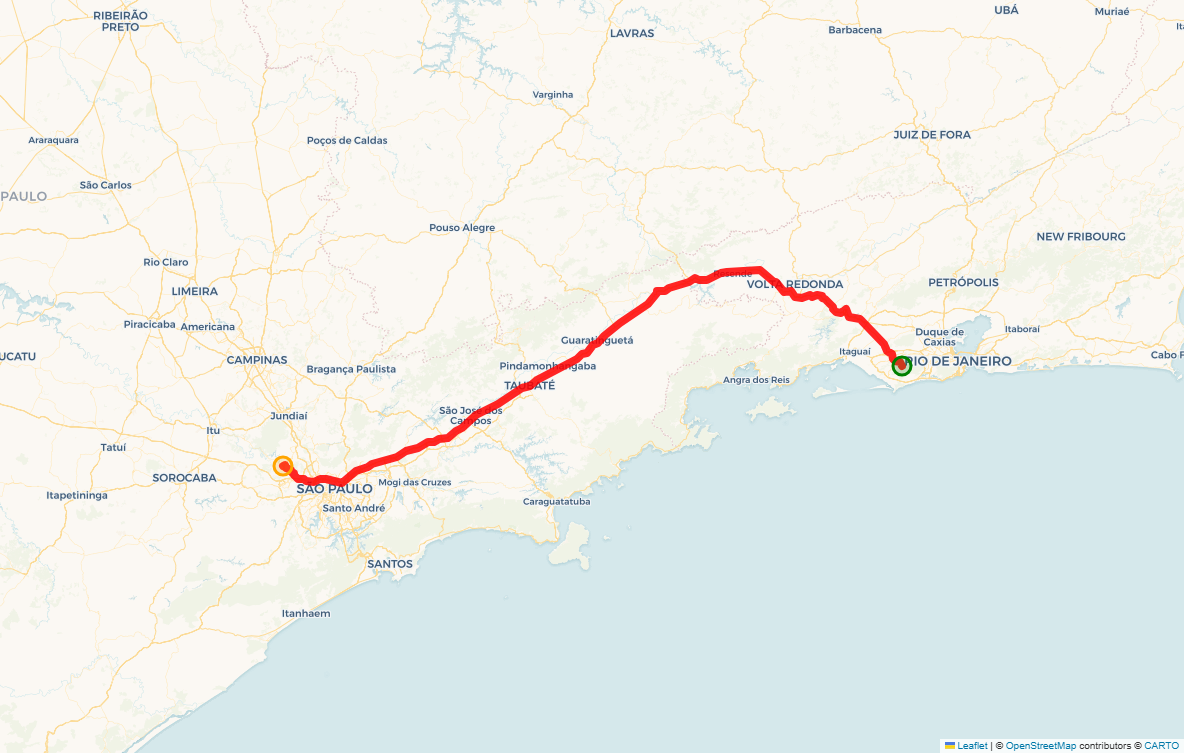 RIBEIRÃO
PRETO
UBÁ
Muriaé
LAVRAS
Barbacena
Varginha
JUIZ DE FORA
Araraquara
Poços de Caldas
São Carlos
PAULO
Pouso Alegre
NEW FRIBOURG
Rio Claro
LIMEIRA
Resende
VOLTA REDONDA
PETRÓPOLIS
Piracicaba
Americana
Duque de
Caxias
Itaboraí
Guaratinguetá
UCATU
CAMPINAS
Itaguaí
RIO DE JANEIRO
Cabo F
Bragança Paulista
Pindamonhangaba
TAUBATÉ
Angra dos Reis
Jundiaí
São José dos
Campos
Itu
Tatuí
SOROCABA
Mogi das Cruzes
SÃO PAULO
Itapetininga
Santo André
Caraguatatuba
SANTOS
Itanhaem
Leaflet | © OpenStreetMap contributors © CARTO